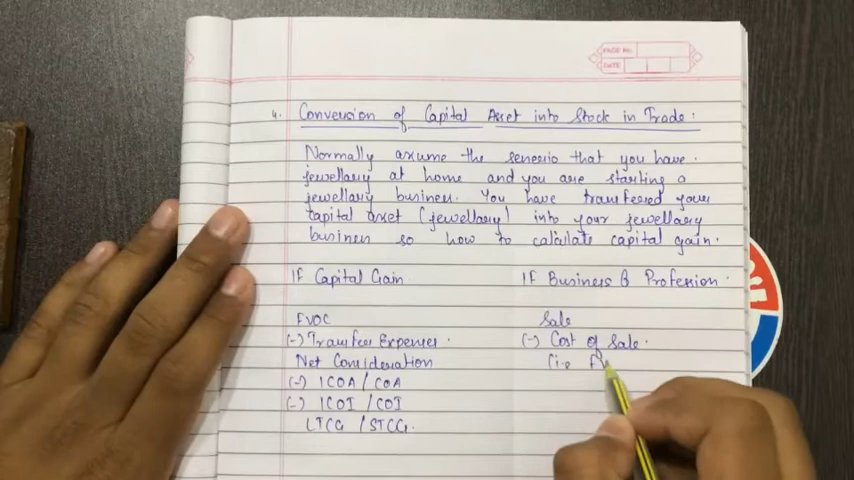 PAGE NO.
DATE
4. Conversion of Capital Asset into Stock in Trade:
Normally assume the senerio that you have
jewellary at home and you are starting a
jewellary business. You have transfered your
capital asset (jewellary) into your jewellary
business so how to calculate capital gain.
IF Capital Gain
FVOC
(-) Transfer Expenses.
Net Consideration
(-) ICOA / COA
(-) ICOI / COI
LTCG / STCG.
IF Business & Profession.
Sale
(-) Cost of Sale.
(i.e